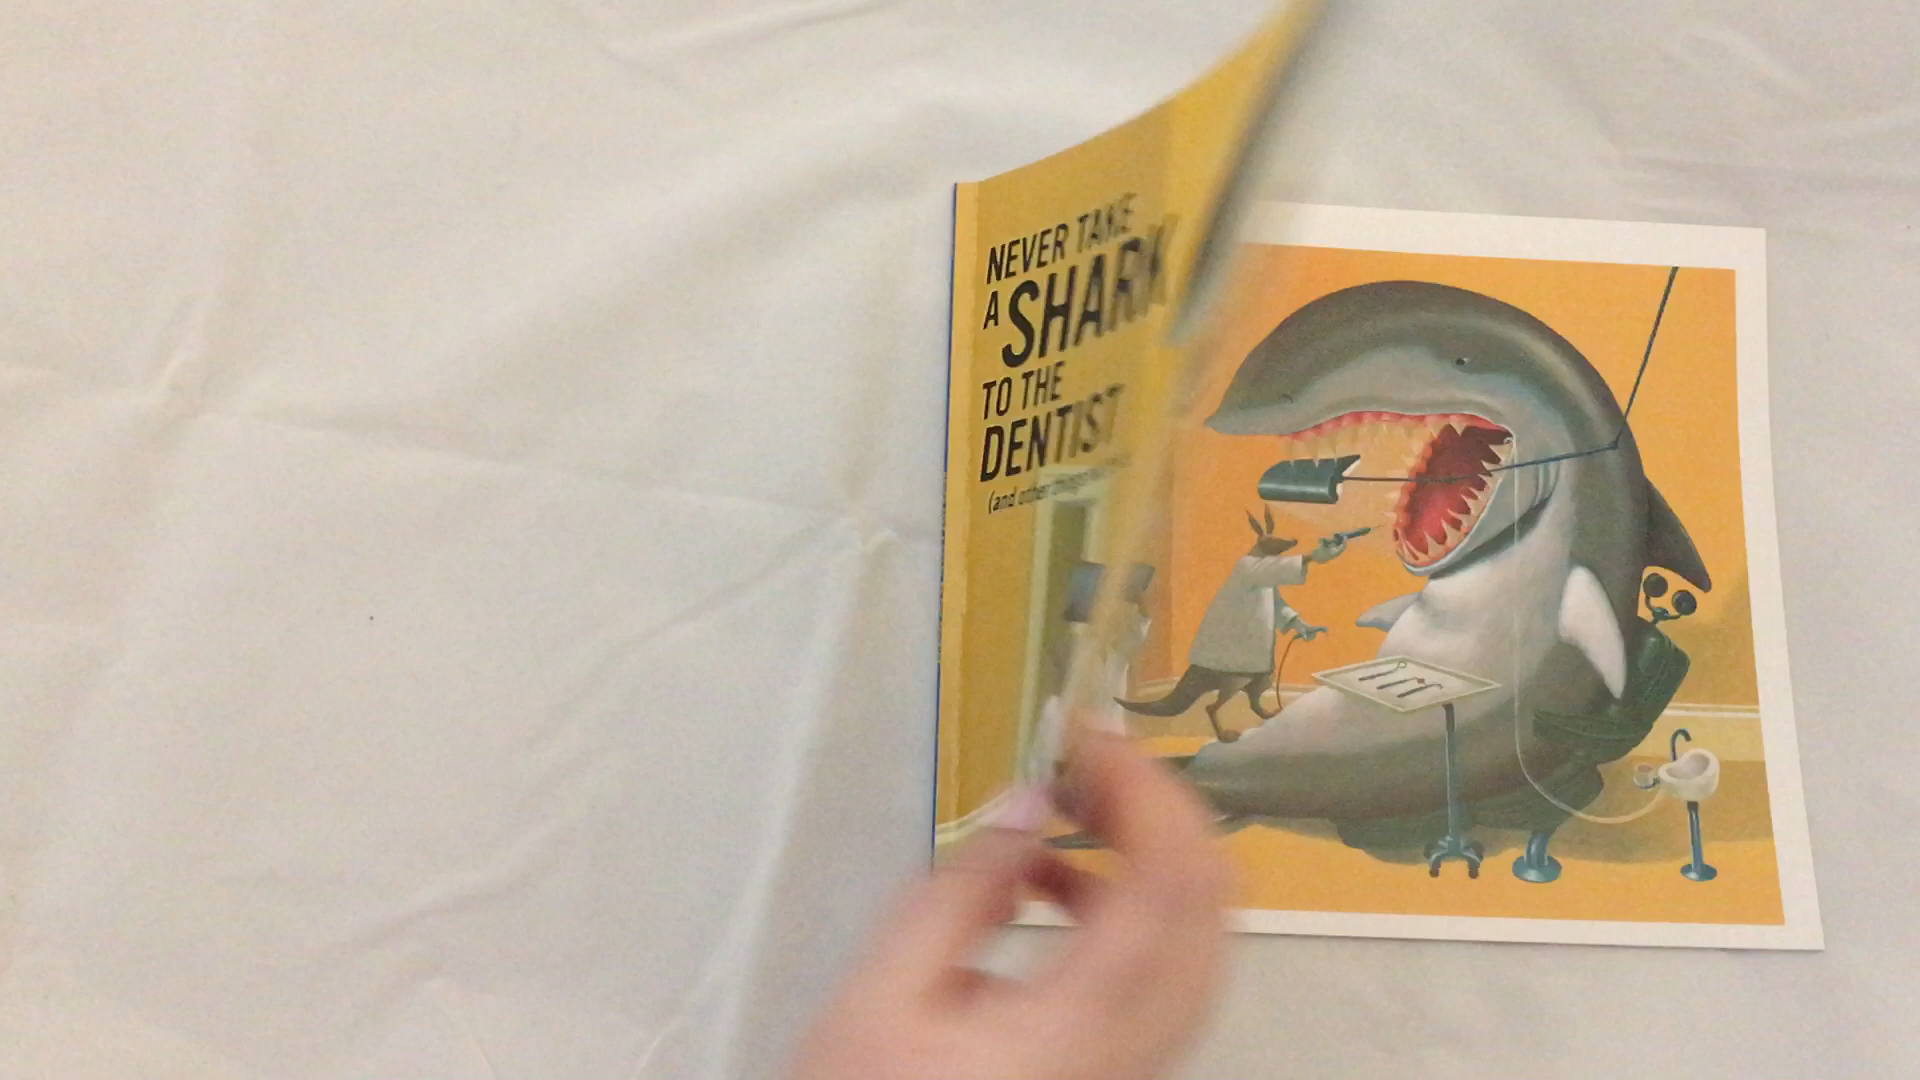 NEVER TAKE
A SHARK
TO THE
DENTIST
(and other things